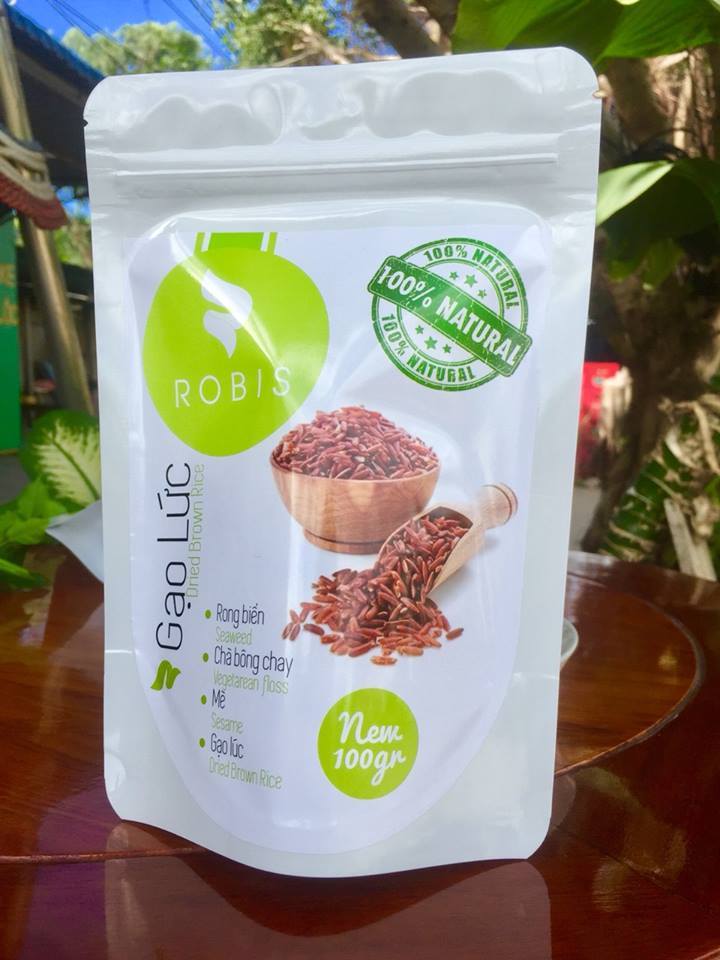 ROBIS
100% NATURAL
100% NATURAL
100% NATURAL
Gạo Lức
Dried Brown Rice
Rong biển
Seaweed
Chà bông chay
Vegetarean floss
Mè
Sesame
Gạo lức
Dried Brown Rice
New
100gr